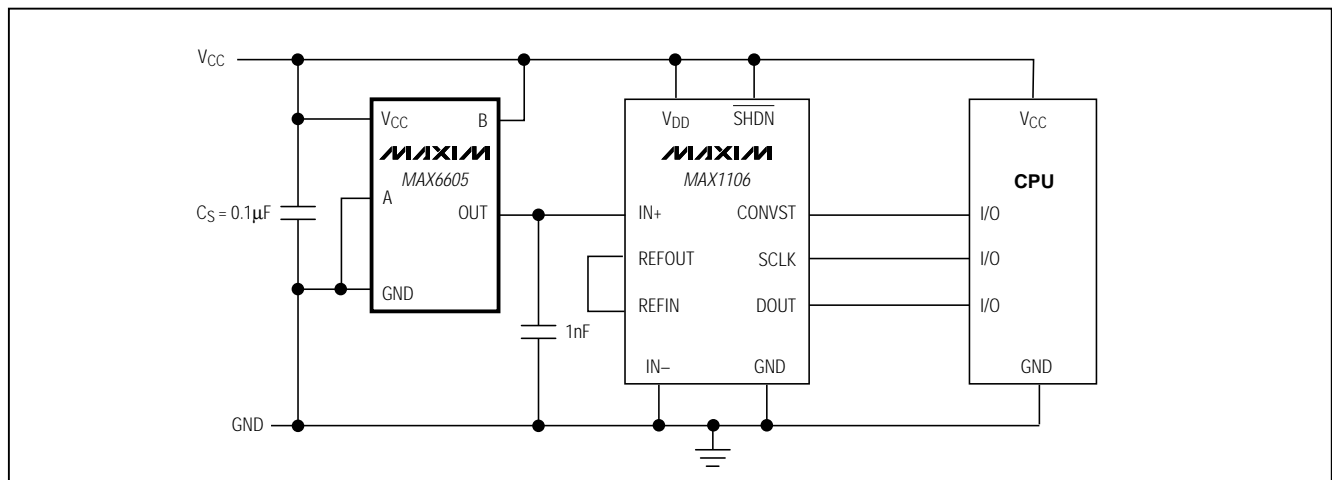 VCC
VCC
B
VDD
SHDN
VCC
MAXIM
MAX6605
MAXIM
MAX1106
CPU
A
CS = 0.1µF
OUT
IN+
CONVST
I/O
REFOUT
SCLK
I/O
GND
REFIN
DOUT
I/O
1nF
IN–
GND
GND
GND